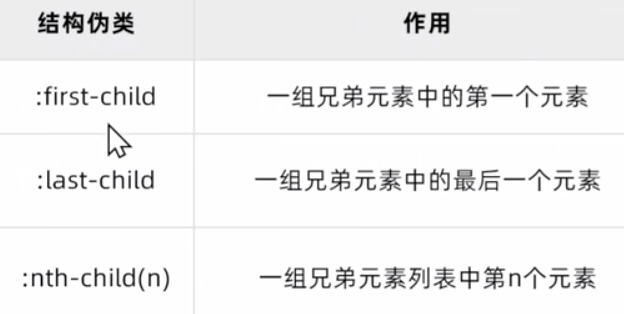 结构伪类 作用
:first-child 一组兄弟元素中的第一个元素
:last-child 一组兄弟元素中的最后一个元素
:nth-child(n) 一组兄弟元素列表中第n个元素